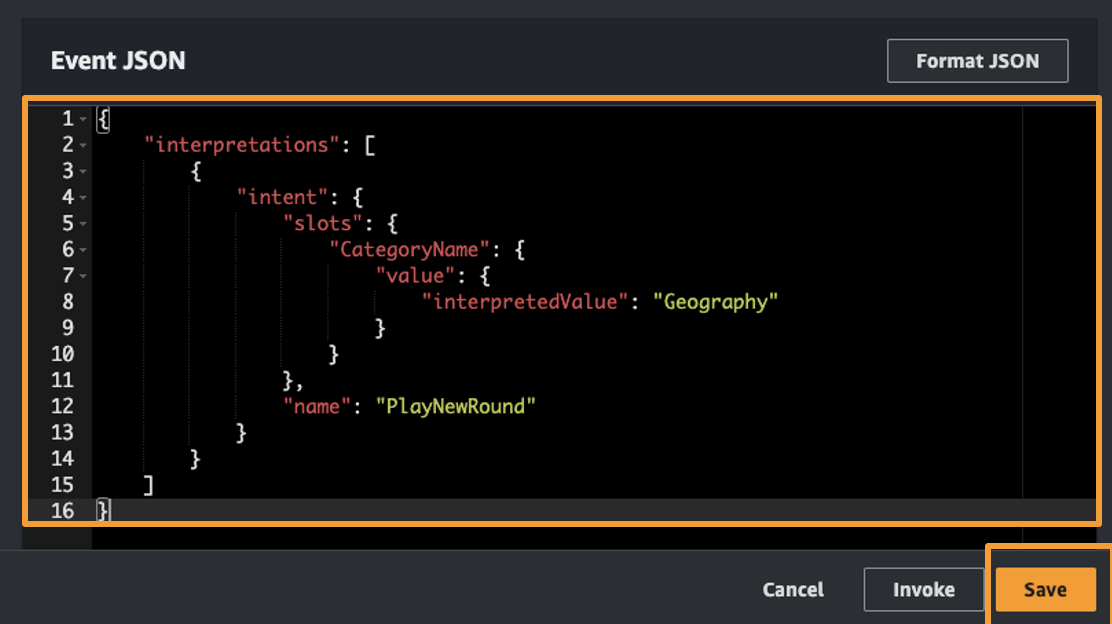 Event JSON Format JSON
1 {
2     "interpretations": [
3         {
4             "intent": {
5                 "slots": {
6                     "CategoryName": {
7                         "value": {
8                             "interpretedValue": "Geography"
9                         }
10                     }
11                 },
12                 "name": "PlayNewRound"
13             }
14         }
15     ]
16 }
Cancel Invoke Save